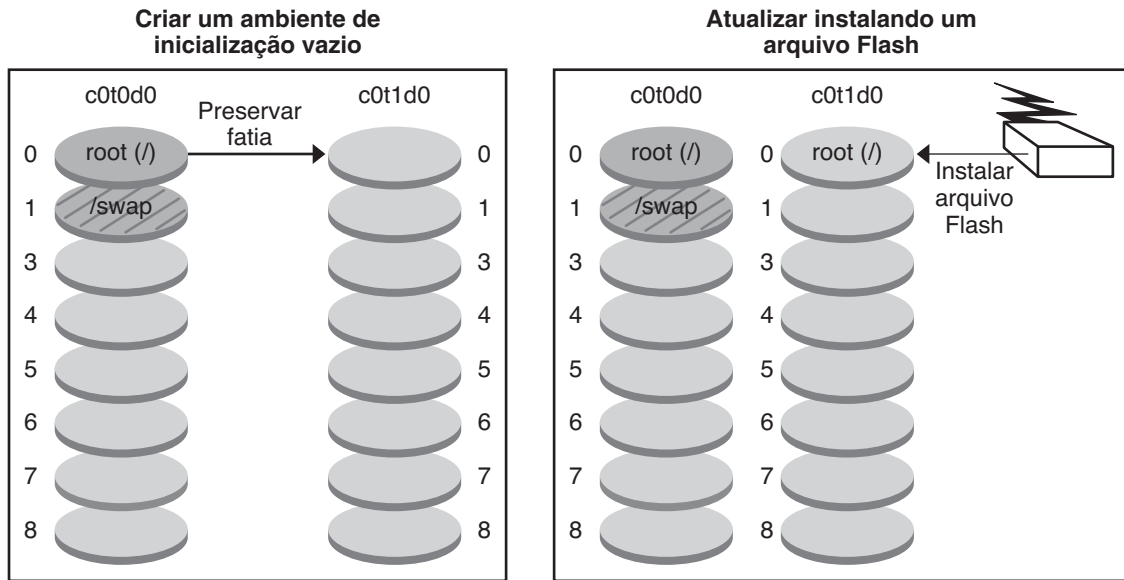 Criar um ambiente de
inicialização vazio
c0t0d0
c0t1d0
Preservar
fatia
0
root (/)
0
1
/swap
1
3
3
4
4
5
5
6
6
7
7
8
8
Atualizar instalando um
arquivo Flash
c0t0d0
c0t1d0
0
root (/)
0
root (/)
Instalar
arquivo
Flash
1
/swap
1
3
3
4
4
5
5
6
6
7
7
8
8